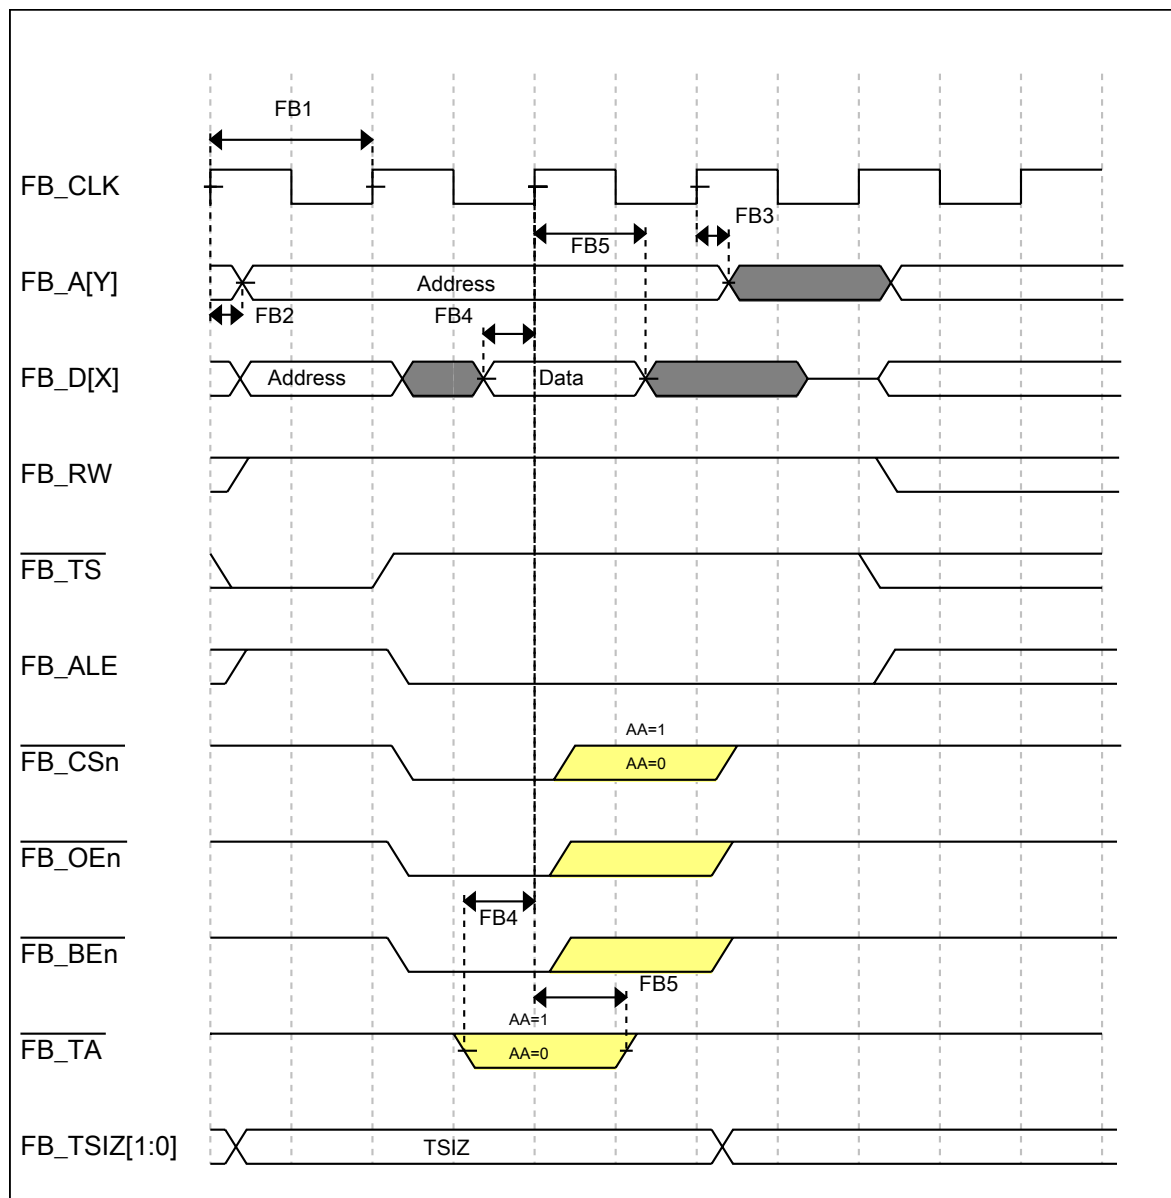 FB1
FB_CLK
FB3
FB5
FB_A[Y]
Address
FB2
FB4
FB_D[X]
Address
Data
FB_RW
FB_TS
FB_ALE
AA=1
FB_CSn
AA=0
FB_OEn
FB4
FB_BEn
FB5
AA=1
FB_TA
AA=0
FB_TSIZ[1:0]
TSIZ